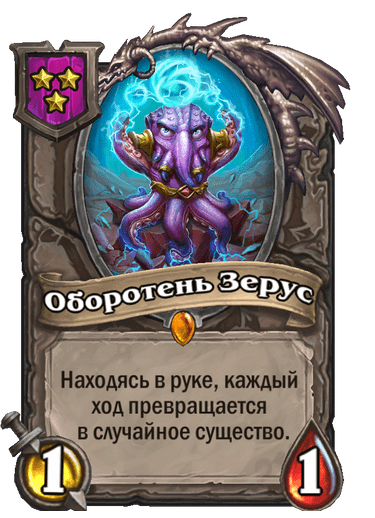 Оборотень Зерус
Находясь в руке, каждый
ход превращается
в случайное существо.
1
1